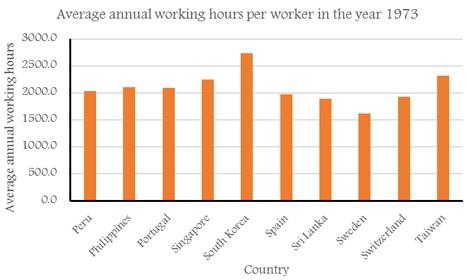 Average annual working hours per worker in the year 1973
Average annual working hours
3000.0
2500.0
2000.0
1500.0
1000.0
500.0
0.0
Peru
Philippines
Portugal
Singapore
South Korea
Spain
Sri Lanka
Sweden
Switzerland
Taiwan
Country